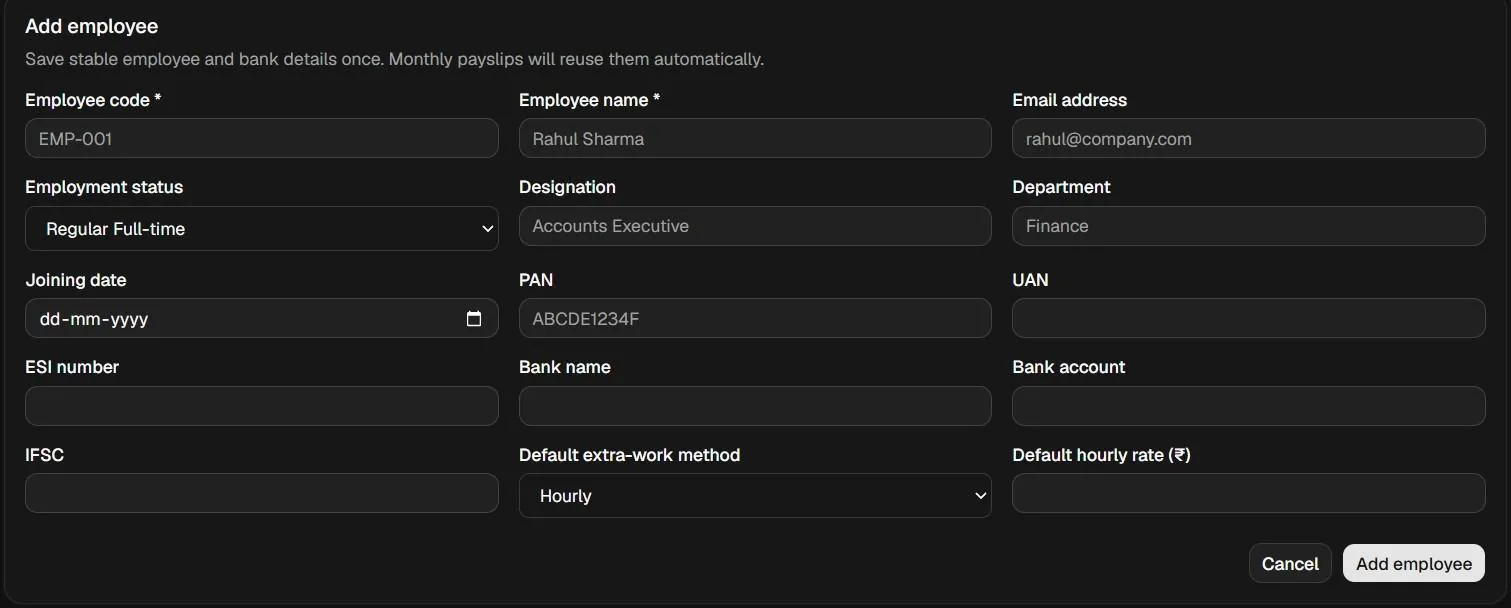 Add employee
Save stable employee and bank details once. Monthly payslips will reuse them automatically.
Employee code * Employee name * Email address
EMP-001 Rahul Sharma rahul@company.com
Employment status Designation Department
Regular Full-time Accounts Executive Finance
Joining date PAN UAN
dd-mm-yyyy ABCDE1234F
ESI number Bank name Bank account
IFSC Default extra-work method Default hourly rate (₹)
Hourly
Cancel Add employee